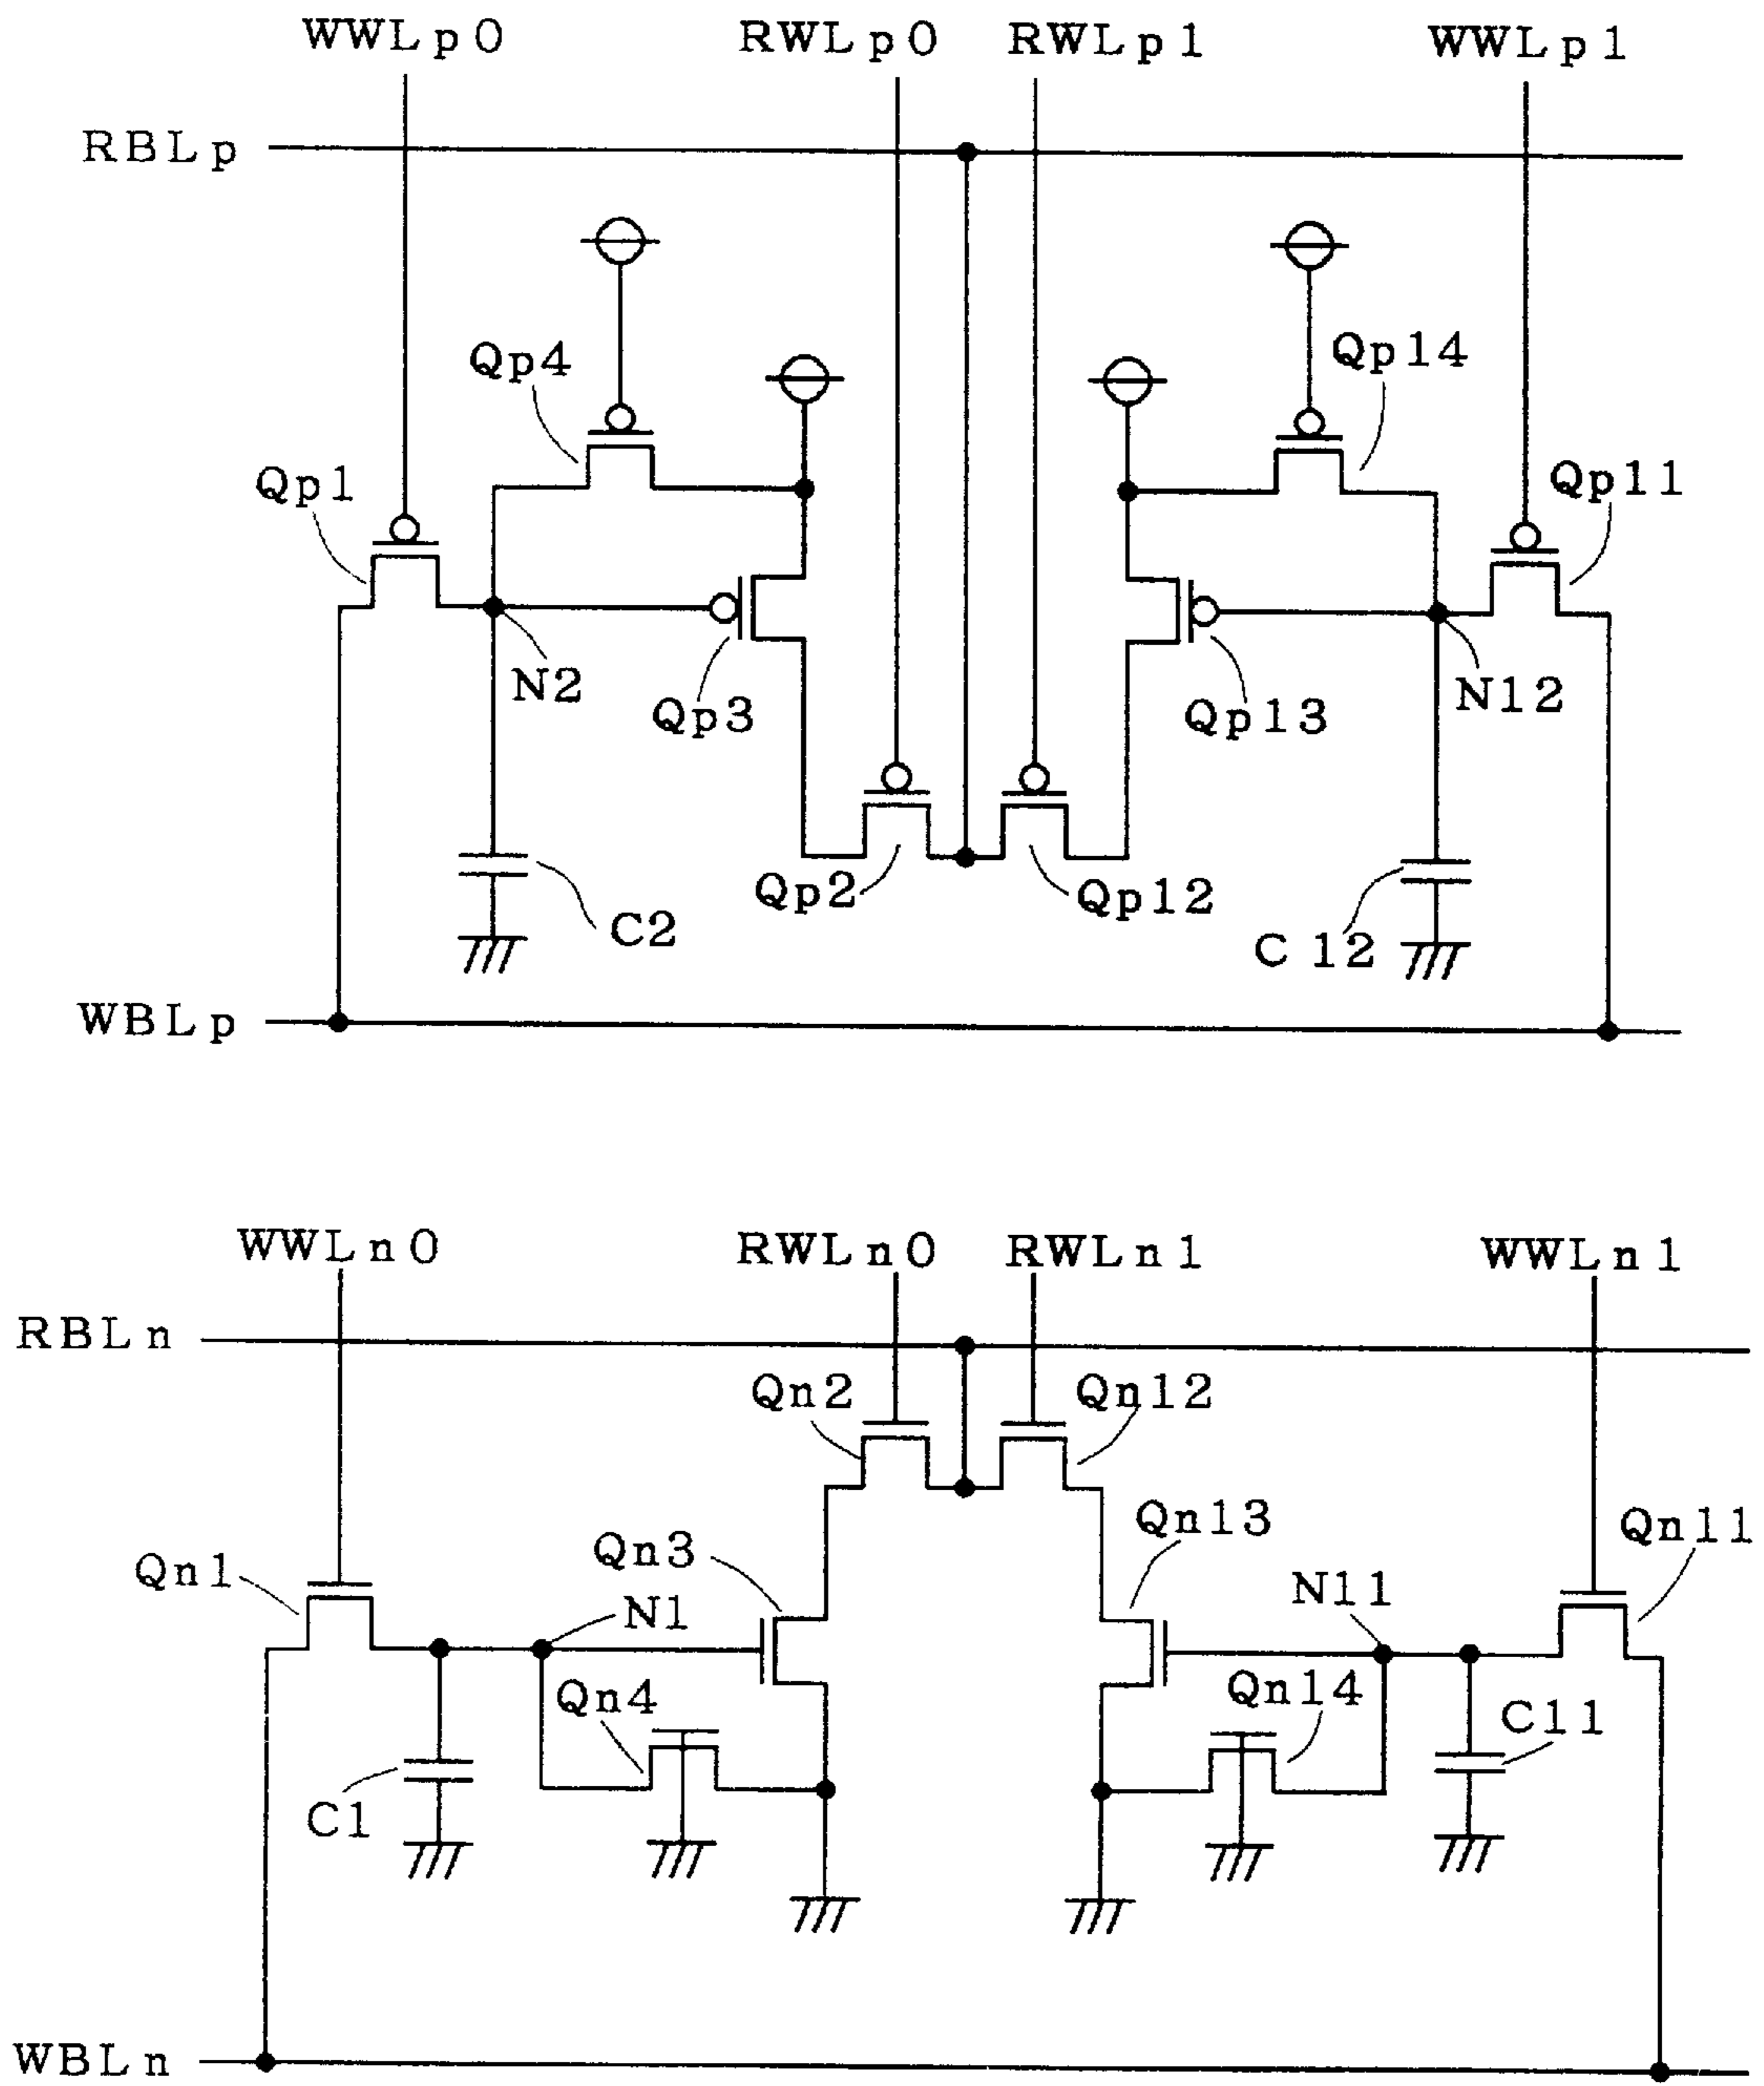 WWLp0 RWLp0 RWLp1 WWLp1
RBLp
Qp4 Qp14
Qp1 Qp11
N2 Qp3 Qp13 N12
Qp2 Qp12
C2 C 12
WBLp
WWLn0 RWLn0 RWLn1 WWLn1
RBLn
Qn2 Qn12
Qn1 Qn3 Qn13 Qn11
N1 N11
Qn4 Qn14
C1 C11
WBLn